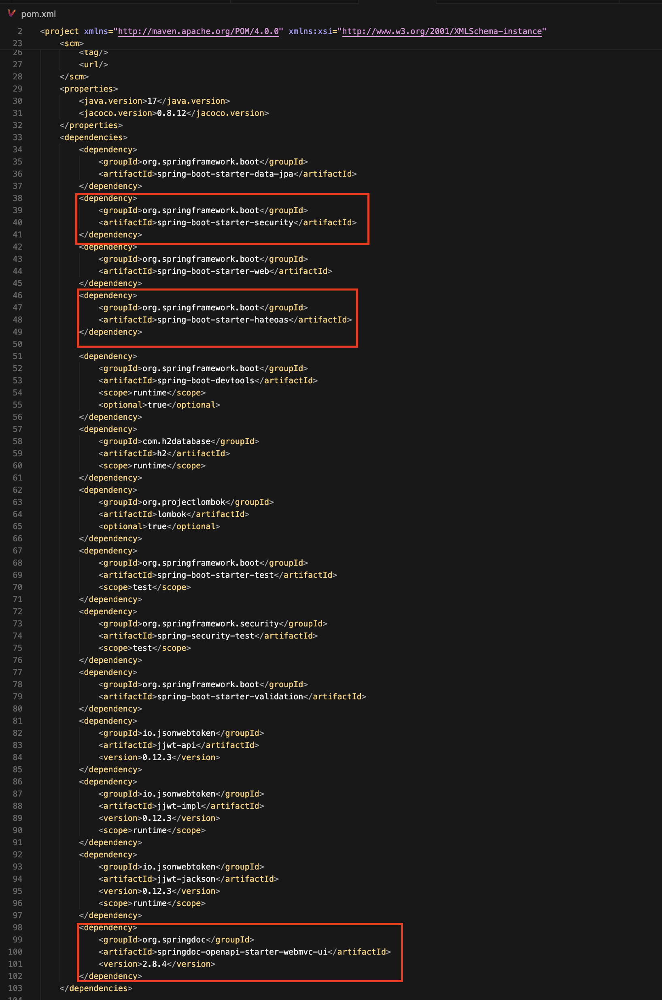 pom.xml
2 <project xmlns="http://maven.apache.org/POM/4.0.0" xmlns:xsi="http://www.w3.org/2001/XMLSchema-instance"
23 <scm>
26 <tag/>
27 <url/>
28 </scm>
29 <properties>
30 <java.version>17</java.version>
31 <jacoco.version>0.8.12</jacoco.version>
32 </properties>
33 <dependencies>
34 <dependency>
35 <groupId>org.springframework.boot</groupId>
36 <artifactId>spring-boot-starter-data-jpa</artifactId>
37 </dependency>
38 <dependency>
39 <groupId>org.springframework.boot</groupId>
40 <artifactId>spring-boot-starter-security</artifactId>
41 </dependency>
42 <dependency>
43 <groupId>org.springframework.boot</groupId>
44 <artifactId>spring-boot-starter-web</artifactId>
45 </dependency>
46 <dependency>
47 <groupId>org.springframework.boot</groupId>
48 <artifactId>spring-boot-starter-hateoas</artifactId>
49 </dependency>
50
51 <dependency>
52 <groupId>org.springframework.boot</groupId>
53 <artifactId>spring-boot-devtools</artifactId>
54 <scope>runtime</scope>
55 <optional>true</optional>
56 </dependency>
57 <dependency>
58 <groupId>com.h2database</groupId>
59 <artifactId>h2</artifactId>
60 <scope>runtime</scope>
61 </dependency>
62 <dependency>
63 <groupId>org.projectlombok</groupId>
64 <artifactId>lombok</artifactId>
65 <optional>true</optional>
66 </dependency>
67 <dependency>
68 <groupId>org.springframework.boot</groupId>
69 <artifactId>spring-boot-starter-test</artifactId>
70 <scope>test</scope>
71 </dependency>
72 <dependency>
73 <groupId>org.springframework.security</groupId>
74 <artifactId>spring-security-test</artifactId>
75 <scope>test</scope>
76 </dependency>
77 <dependency>
78 <groupId>org.springframework.boot</groupId>
79 <artifactId>spring-boot-starter-validation</artifactId>
80 </dependency>
81 <dependency>
82 <groupId>io.jsonwebtoken</groupId>
83 <artifactId>jjwt-api</artifactId>
84 <version>0.12.3</version>
85 </dependency>
86 <dependency>
87 <groupId>io.jsonwebtoken</groupId>
88 <artifactId>jjwt-impl</artifactId>
89 <version>0.12.3</version>
90 <scope>runtime</scope>
91 </dependency>
92 <dependency>
93 <groupId>io.jsonwebtoken</groupId>
94 <artifactId>jjwt-jackson</artifactId>
95 <version>0.12.3</version>
96 <scope>runtime</scope>
97 </dependency>
98 <dependency>
99 <groupId>org.springdoc</groupId>
100 <artifactId>springdoc-openapi-starter-webmvc-ui</artifactId>
101 <version>2.8.4</version>
102 </dependency>
103 </dependencies>
104